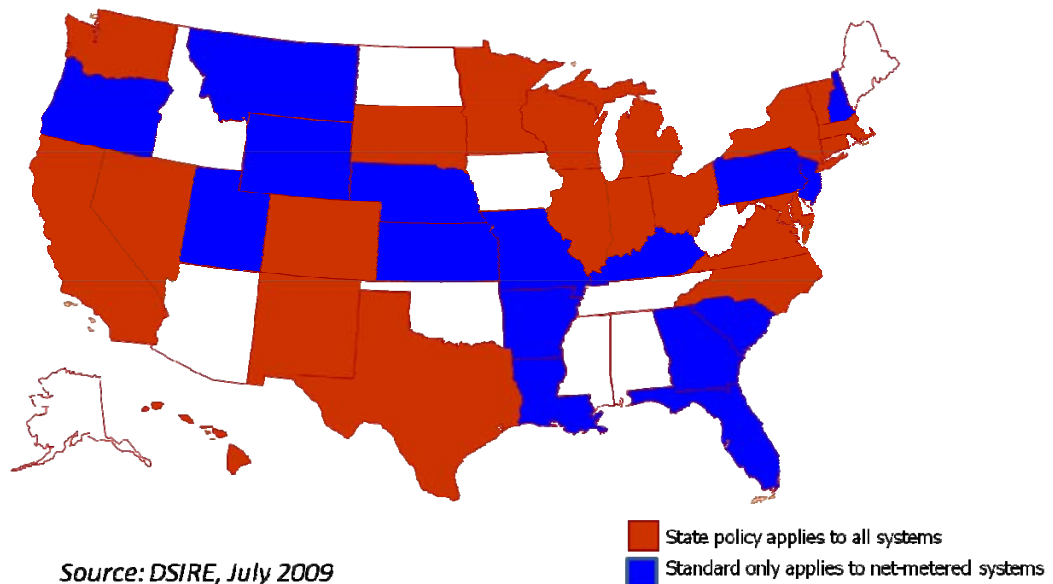 State policy applies to all systems
Standard only applies to net-metered systems
Source: DSIRE, July 2009